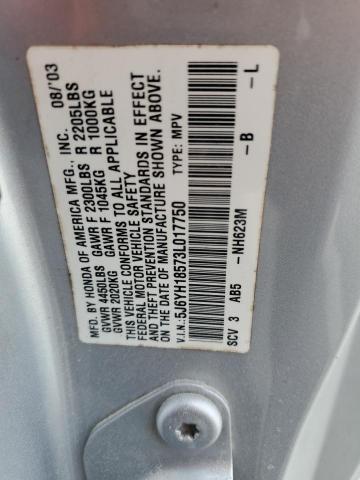 MFD. BY HONDA OF AMERICA MFG., INC. 08/'03
GVWR 4450LBS GAWR F 2300LBS R 2205LBS
GVWR 2020KG GAWR F 1045KG R 1000KG
THIS VEHICLE CONFORMS TO ALL APPLICABLE
FEDERAL MOTOR VEHICLE SAFETY STANDARDS IN EFFECT
AND THEFT PREVENTION
ON THE DATE OF MANUFACTURE SHOWN ABOVE.
V.I.N.: 5J6YH18573L017750 TYPE: MPV
SCV 3 AB5 -NH623M -B -L